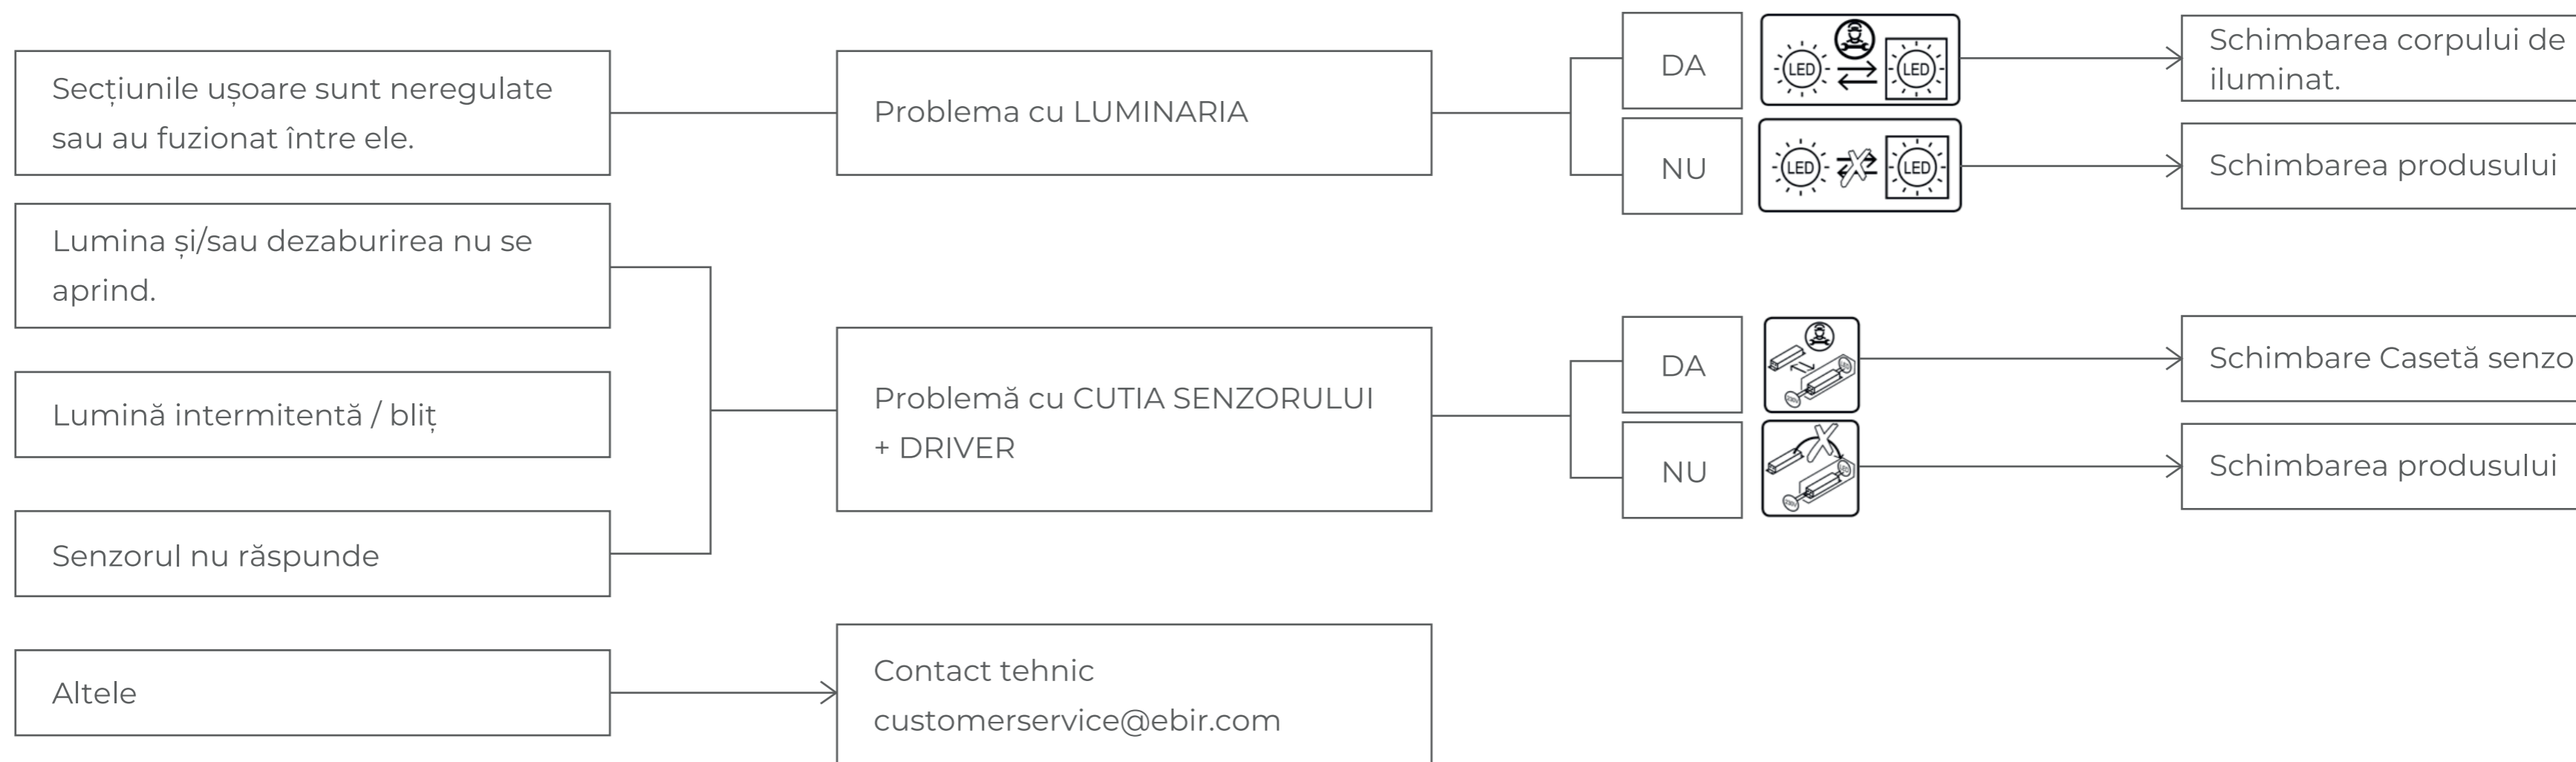 Secțiunile ușoare sunt neregulate
sau au fuzionat între ele.
Problema cu LUMINARIA
DA
LED
LED
Schimbarea corpului de
iluminat.
NU
LED
LED
Schimbarea produsului
Lumina și/sau dezaburirea nu se
aprind.
Lumină intermitentă / bliț
Senzorul nu răspunde
Problemă cu CUTIA SENZORULUI
+ DRIVER
DA
Schimbare Casetă senzo
NU
Schimbarea produsului
Altele
Contact tehnic
customerservice@ebir.com